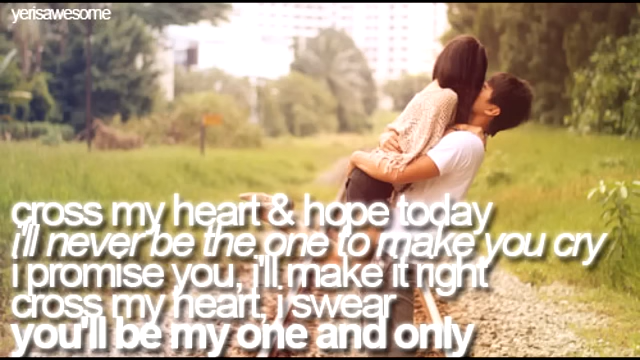 yerisawesome
cross my heart & hope today
i'll never be the one to make you cry
i promise you, i'll make it right
cross my heart, i swear
you'll be my one and only